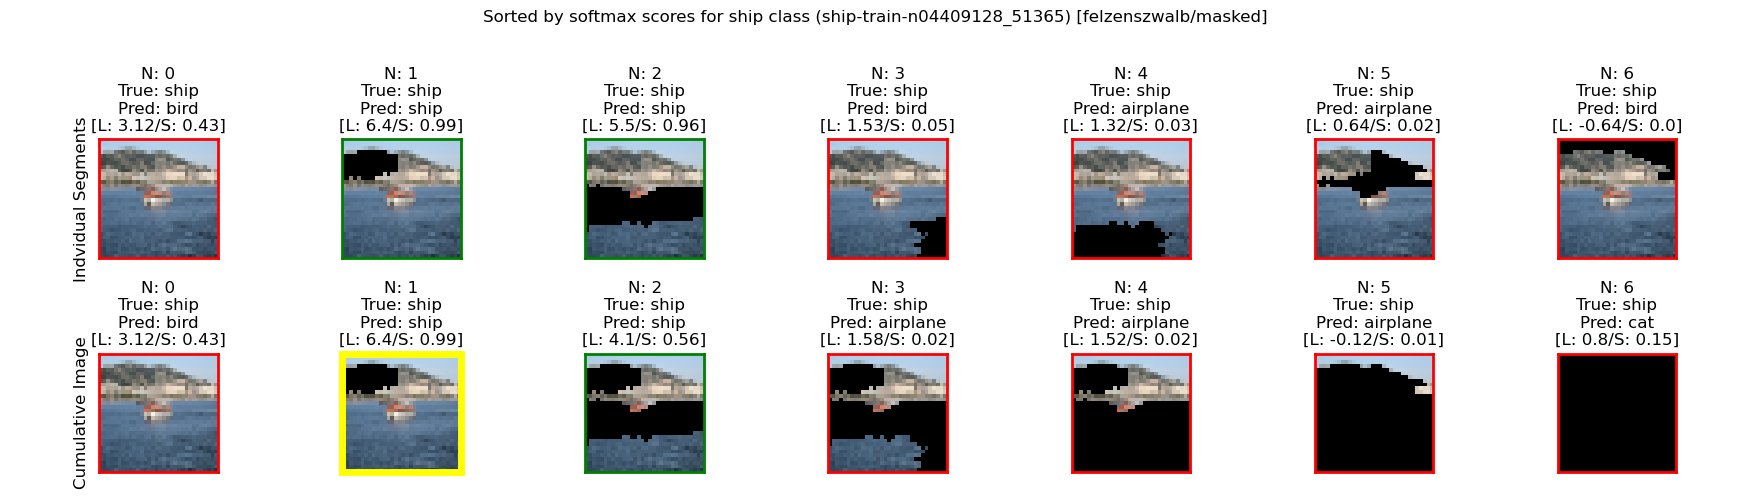 Sorted by softmax scores for ship class (ship-train-n04409128_51365) [felzenszwalb/masked]
Indvidual Segments
N: 0
True: ship
Pred: bird
[L: 3.12/S: 0.43]
N: 1
True: ship
Pred: ship
[L: 6.4/S: 0.99]
N: 2
True: ship
Pred: ship
[L: 5.5/S: 0.96]
N: 3
True: ship
Pred: bird
[L: 1.53/S: 0.05]
N: 4
True: ship
Pred: airplane
[L: 1.32/S: 0.03]
N: 5
True: ship
Pred: airplane
[L: 0.64/S: 0.02]
N: 6
True: ship
Pred: bird
[L: -0.64/S: 0.0]
Cumulative Image
N: 0
True: ship
Pred: bird
[L: 3.12/S: 0.43]
N: 1
True: ship
Pred: ship
[L: 6.4/S: 0.99]
N: 2
True: ship
Pred: ship
[L: 4.1/S: 0.56]
N: 3
True: ship
Pred: airplane
[L: 1.58/S: 0.02]
N: 4
True: ship
Pred: airplane
[L: 1.52/S: 0.02]
N: 5
True: ship
Pred: airplane
[L: -0.12/S: 0.01]
N: 6
True: ship
Pred: cat
[L: 0.8/S: 0.15]